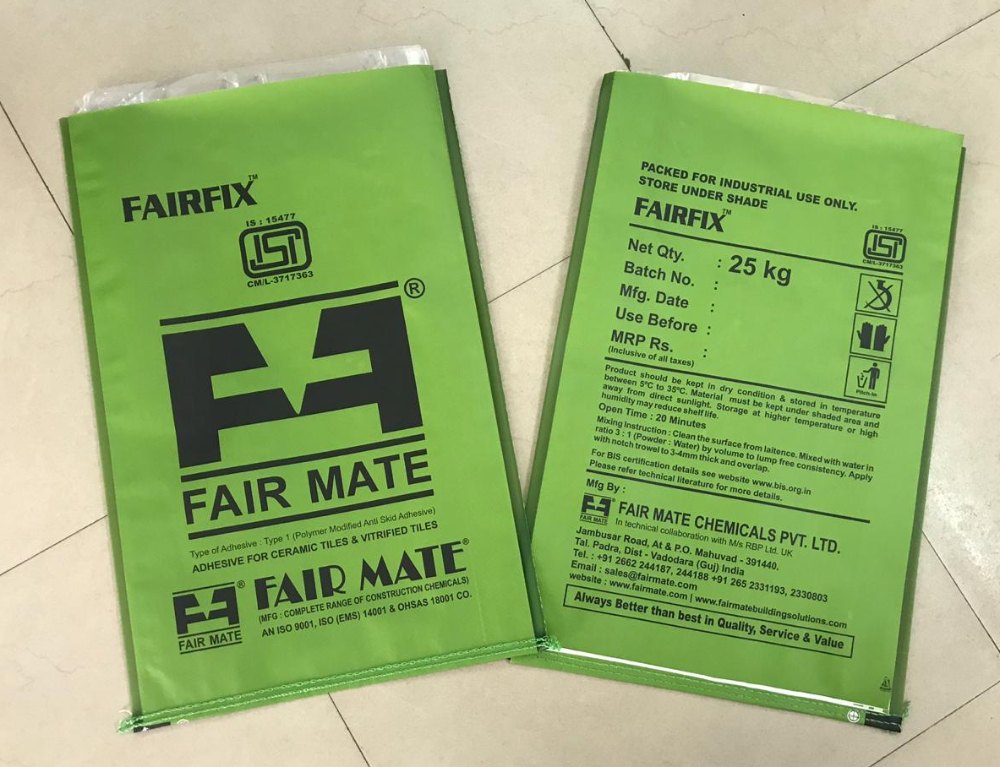 FAIRFIX™
IS : 15477
ISI
CM/L-3717363
®
FAIR MATE
Type of Adhesive : Type 1 (Polymer Modified Anti Skid Adhesive)
ADHESIVE FOR CERAMIC TILES & VITRIFIED TILES
®
FAIR MATE
FAIR MATE®
(MFG : COMPLETE RANGE OF CONSTRUCTION CHEMICALS)
AN ISO 9001, ISO (EMS) 14001 & OHSAS 18001 CO.
PACKED FOR INDUSTRIAL USE ONLY.
STORE UNDER SHADE
FAIRFIX™
IS : 15477
ISI
CM/L-3717363
Net Qty. : 25 kg
Batch No. :
Mfg. Date :
Use Before :
MRP Rs. :
(Inclusive of all taxes)
Pitch-In
Product should be kept in dry condition & stored in temperature
between 5ºC to 35ºC. Material must be kept under shaded area and
away from direct sunlight. Storage at higher temperature or high
humidity may reduce shelf life.
Open Time : 20 Minutes
Mixing Instruction : Clean the surface from laitence. Mixed with water in
ratio 3 : 1 (Powder : Water) by volume to lump free consistency. Apply
with notch trowel to 3-4mm thick and overlap.
For BIS certification details see website www.bis.org.in
Please refer technical literature for more details.
Mfg By :
FAIR MATE
FAIR MATE CHEMICALS PVT. LTD.
In technical collaboration with M/s RBP Ltd. UK
Jambusar Road, At & P.O. Mahuvad - 391440.
Tal. Padra, Dist - Vadodara (Guj) India
Tel. : +91 2662 244187, 244188 +91 265 2331193, 2330803
Email : sales@fairmate.com
website : www.fairmate.com | www.fairmatebuildingsolutions.com
Always Better than best in Quality, Service & Value